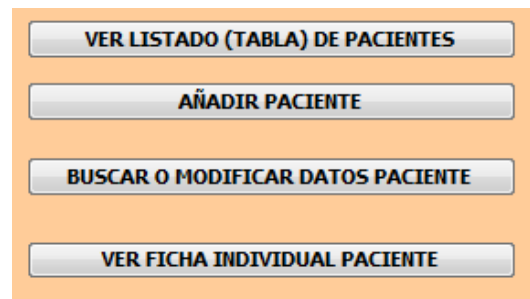 VER LISTADO (TABLA) DE PACIENTES
AÑADIR PACIENTE
BUSCAR O MODIFICAR DATOS PACIENTE
VER FICHA INDIVIDUAL PACIENTE